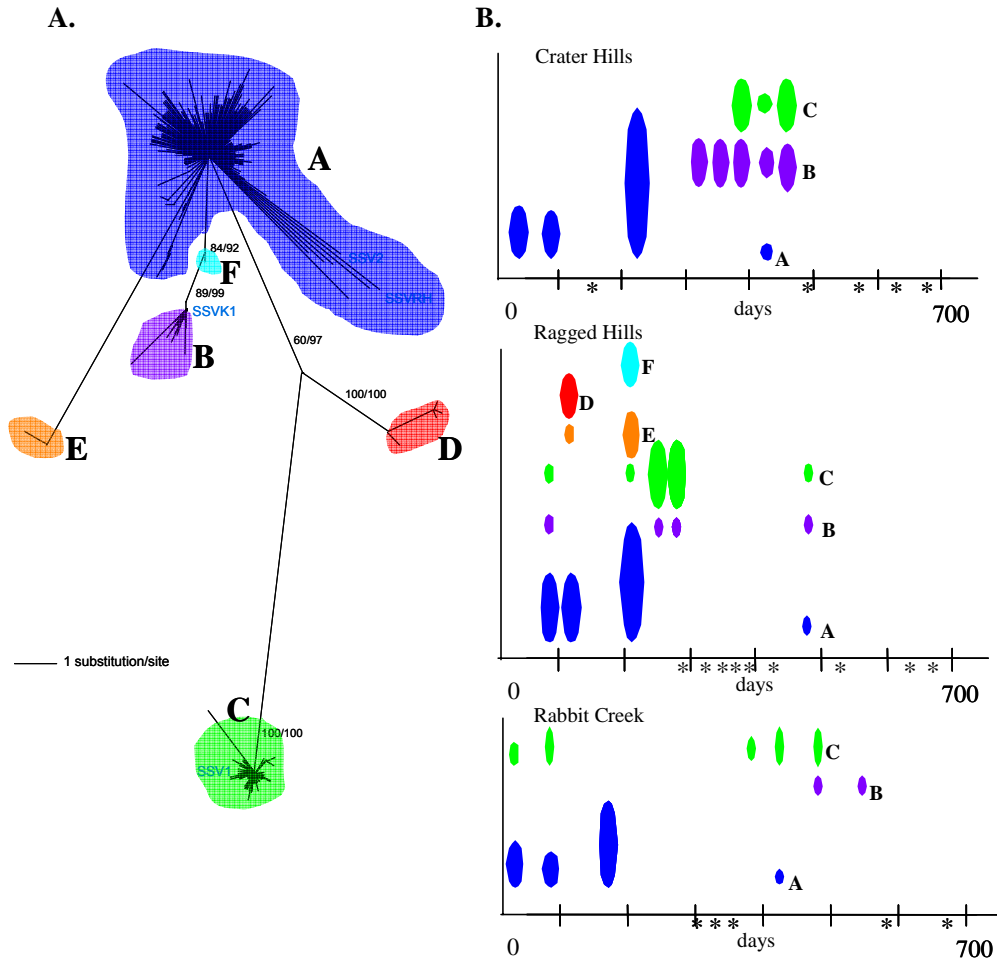 A.
A
SSV2
SSVRH
84/92
F
89/99
SSVK1
B
60/97
100/100
E
D
1 substitution/site
C
100/100
SSV1
B.
Crater Hills
C
B
A
* * * * *
0 days 700
Ragged Hills
F
D
E
C
B
A
* * * * * * * * *
0 days 700
Rabbit Creek
C
B
A
* * * * *
0 days 700